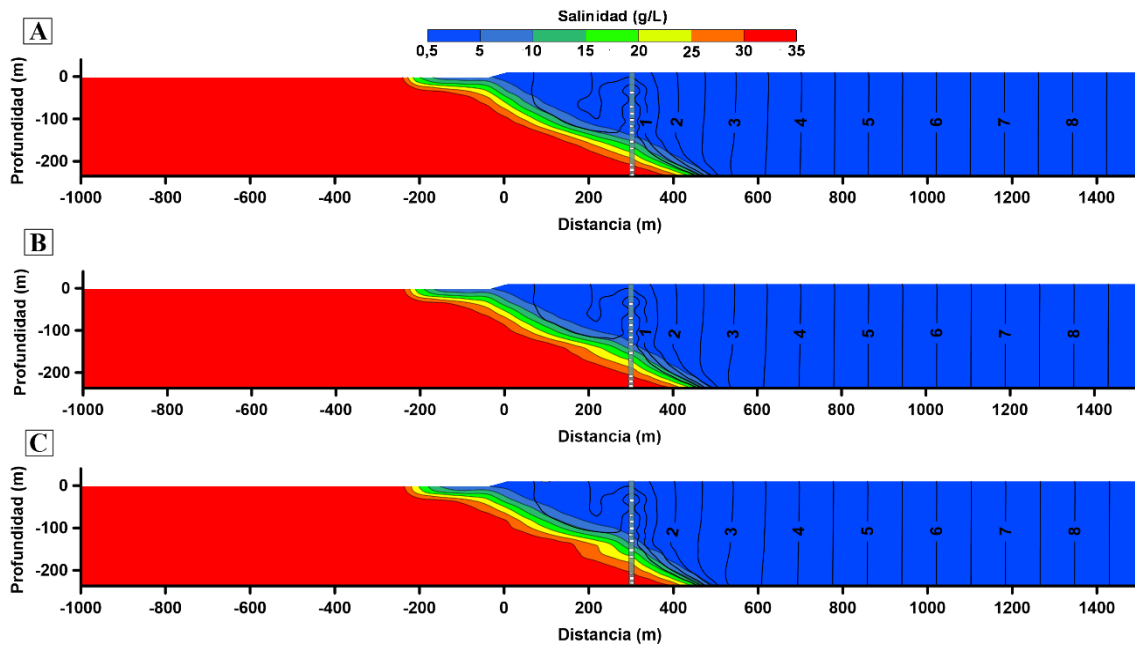 A
Salinidad (g/L)
0,5 5 10 15 20 25 30 35
Profundidad (m)
0
-100
-200
1 2 3 4 5 6 7 8
-1000 -800 -600 -400 -200 0 200 400 600 800 1000 1200 1400
Distancia (m)
B
Profundidad (m)
0
-100
-200
1 2 3 4 5 6 7 8
-1000 -800 -600 -400 -200 0 200 400 600 800 1000 1200 1400
Distancia (m)
C
Profundidad (m)
0
-100
-200
2 3 4 5 6 7 8
-1000 -800 -600 -400 -200 0 200 400 600 800 1000 1200 1400
Distancia (m)